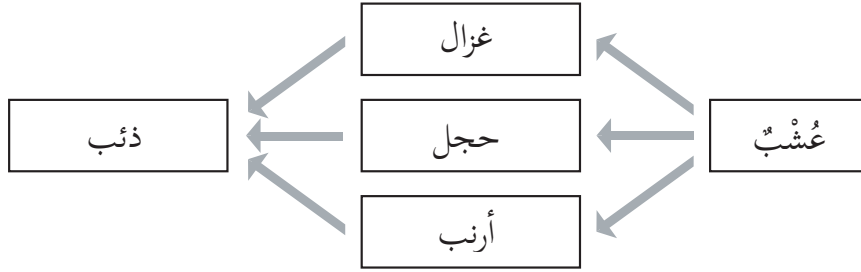 غزال
عُشْبٌ
حجل
ذئب
أرنب